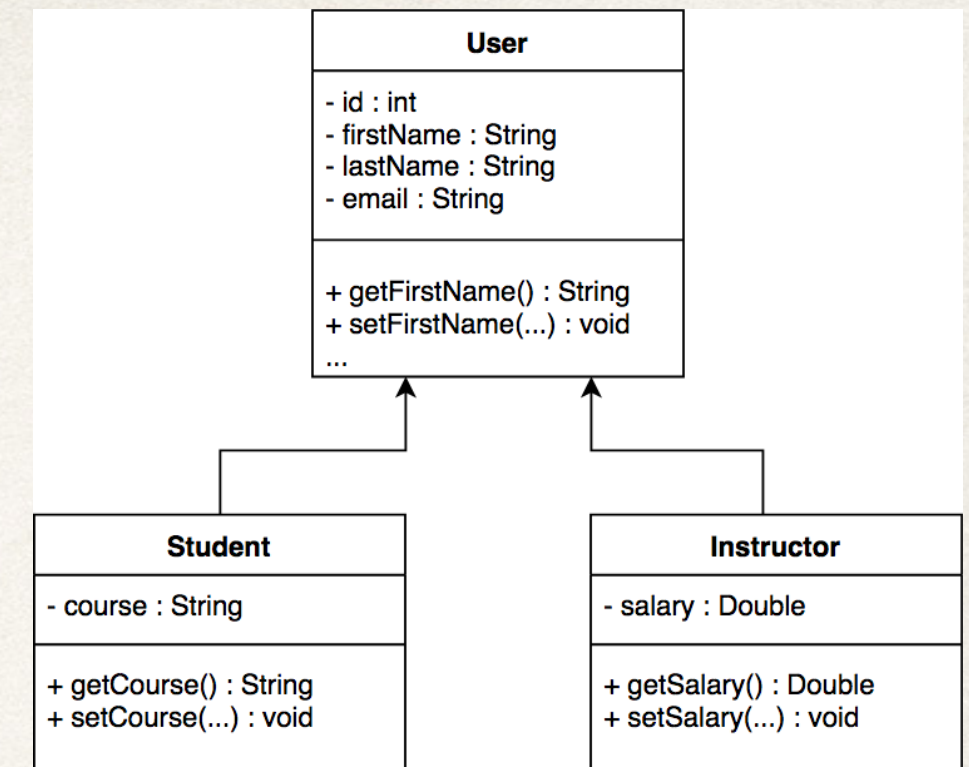 User
- id : int
- firstName : String
- lastName : String
- email : String
+ getFirstName() : String
+ setFirstName(...) : void
...
Student
- course : String
+ getCourse() : String
+ setCourse(...) : void
Instructor
- salary : Double
+ getSalary() : Double
+ setSalary(...) : void